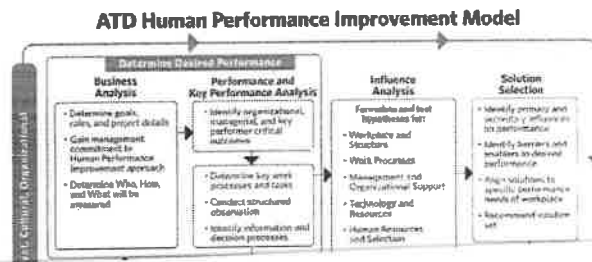 ATD Human Performance Improvement Model
Determine Desired Performance
Business
Analysis
• Determine goals,
roles, and project details
• Gain management
commitment to
Human Performance
Improvement approach
• Determine Who, How,
and What will be
measured
Performance and
Key Performance Analysis
• Identify organizational,
managerial, and key
performer critical
outcomes
• Determine key work
processes and tasks
• Conduct structured
observation
• Identify information and
decision processes
Influence
Analysis
Formulate and test
hypotheses for:
• Workplace and
Structure
• Work Processes
• Management and
Organizational Support
• Technology and
Resources
• Human Resources
and Selection
Solution
Selection
• Identify primary and
secondary influences
on performance
• Identify barriers and
enablers to desired
performance
• Align solutions to
specific performance
needs of workplace
• Recommend solution
set
Cultural, Organizational